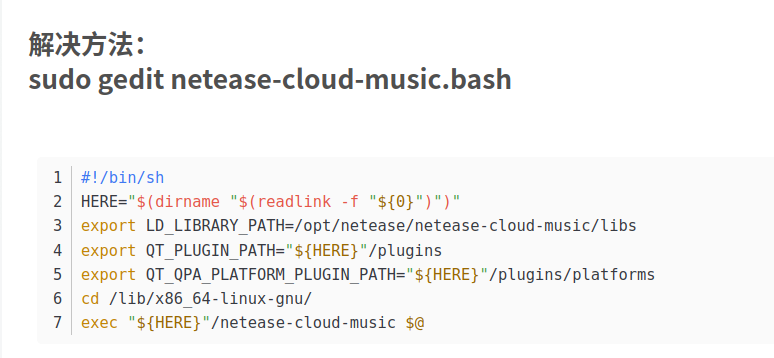 解决方法：
sudo gedit netease-cloud-music.bash
1 #!/bin/sh
2 HERE="$(dirname "$(readlink -f "${0}")")"
3 export LD_LIBRARY_PATH=/opt/netease/netease-cloud-music/libs
4 export QT_PLUGIN_PATH="${HERE}"/plugins
5 export QT_QPA_PLATFORM_PLUGIN_PATH="${HERE}"/plugins/platforms
6 cd /lib/x86_64-linux-gnu/
7 exec "${HERE}"/netease-cloud-music $@